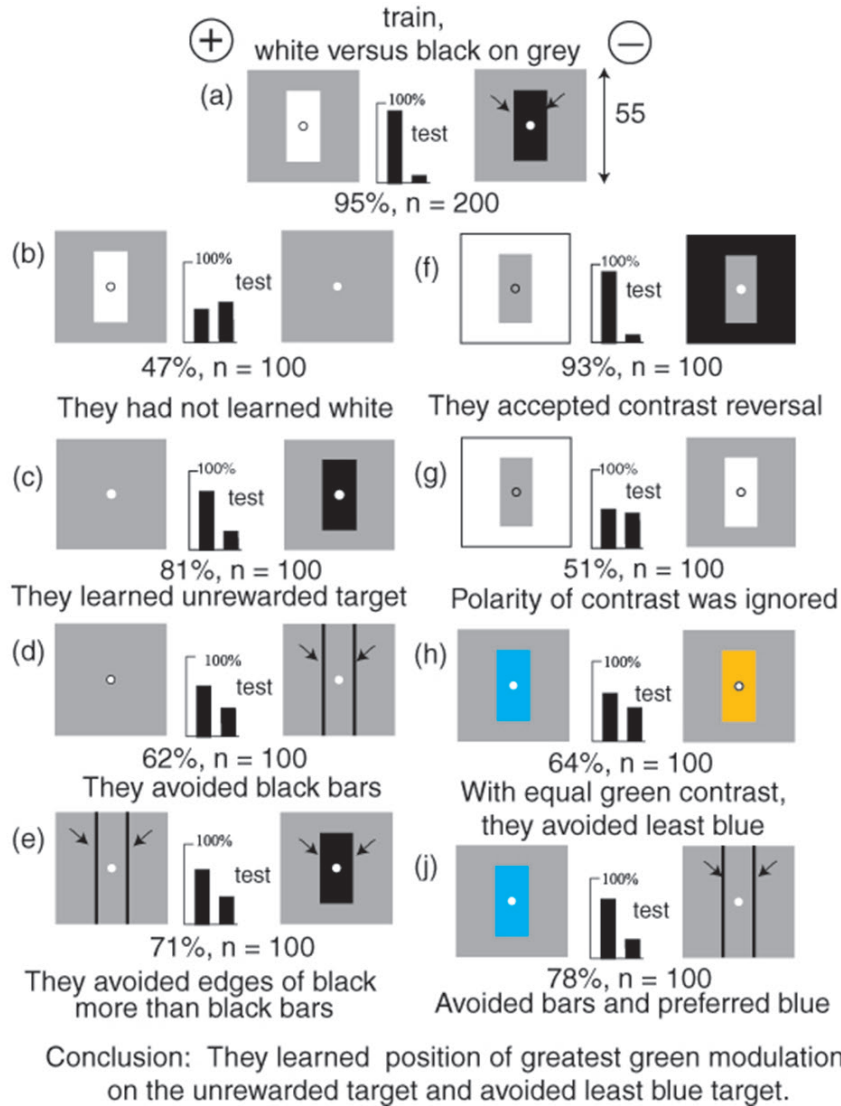 train,
+ white versus black on grey −
(a) 100% test 55
95%, n = 200
(b) 100% test
47%, n = 100
They had not learned white
(f) 100% test
93%, n = 100
They accepted contrast reversal
(c) 100% test
81%, n = 100
They learned unrewarded target
(g) 100% test
51%, n = 100
Polarity of contrast was ignored
(d) 100% test
62%, n = 100
They avoided black bars
(h) 100% test
64%, n = 100
With equal green contrast,
they avoided least blue
(e) 100% test
71%, n = 100
They avoided edges of black
more than black bars
(j) 100% test
78%, n = 100
Avoided bars and preferred blue
Conclusion: They learned position of greatest green modulation
on the unrewarded target and avoided least blue target.